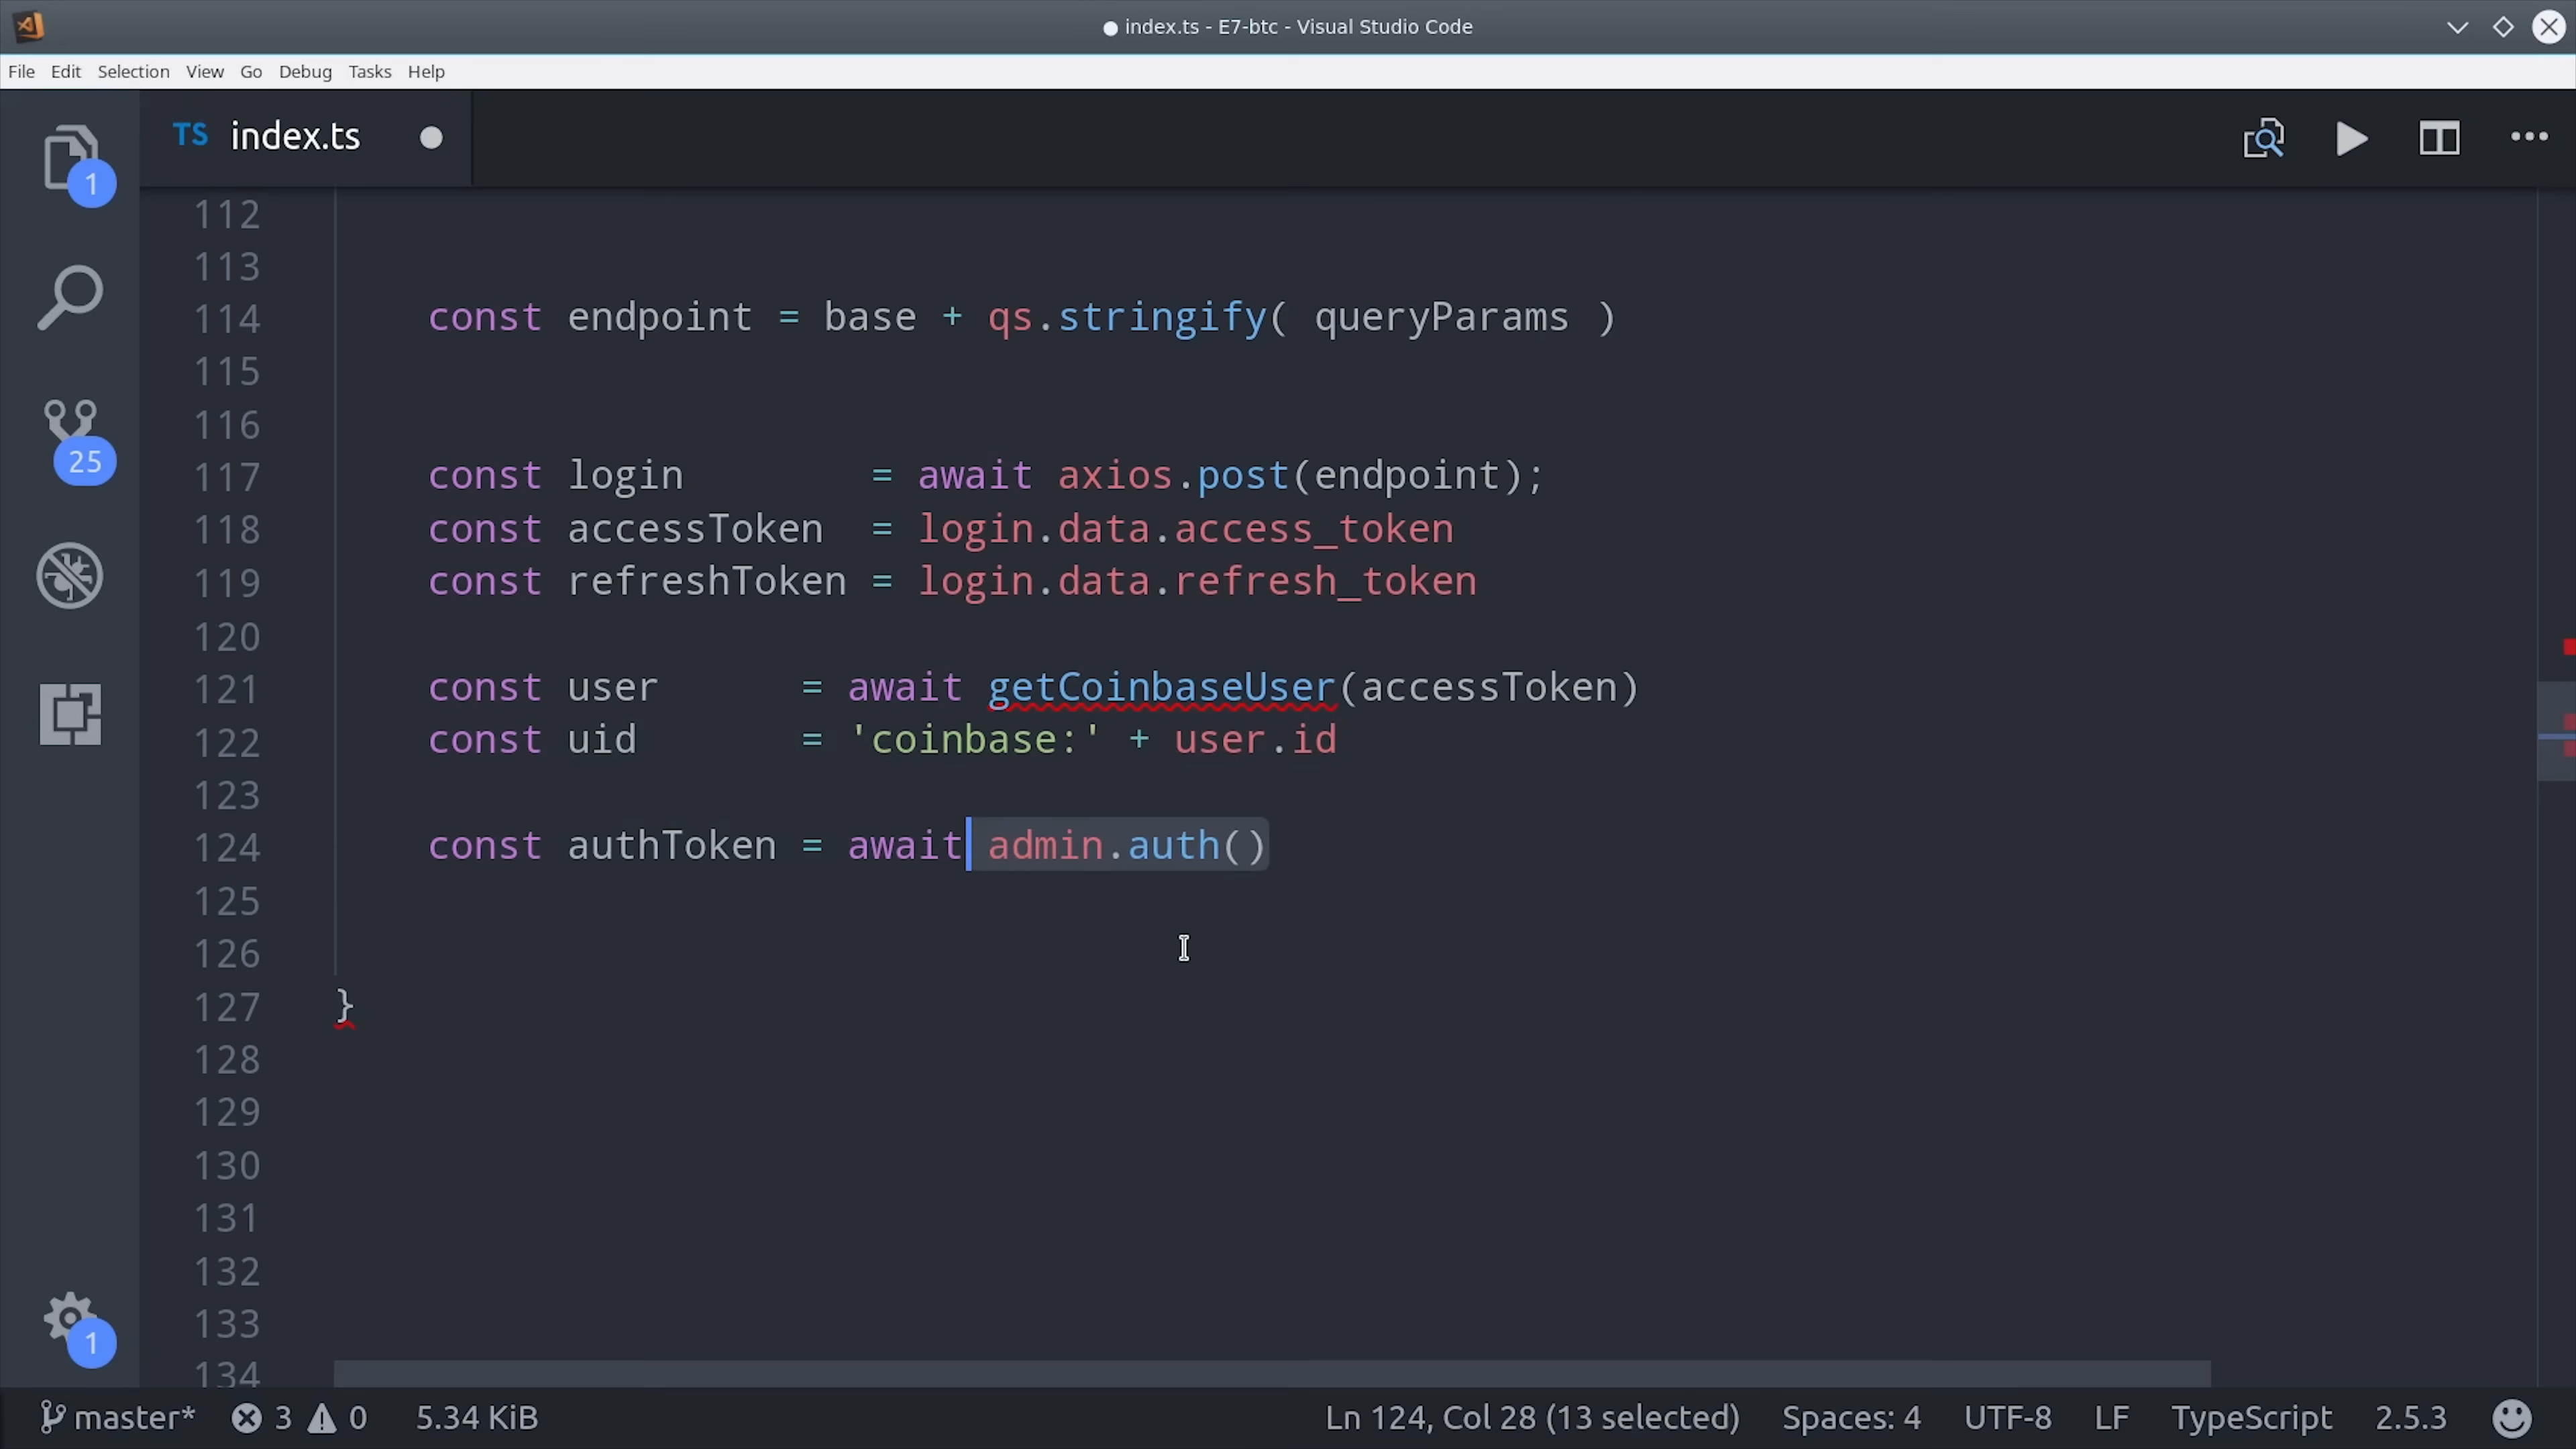 index.ts - E7-btc - Visual Studio Code
File Edit Selection View Go Debug Tasks Help
TS index.ts
1
25
1
112
113
114 const endpoint = base + qs.stringify( queryParams )
115
116
117 const login = await axios.post(endpoint);
118 const accessToken = login.data.access_token
119 const refreshToken = login.data.refresh_token
120
121 const user = await getCoinbaseUser(accessToken)
122 const uid = 'coinbase:' + user.id
123
124 const authToken = await admin.auth()
125
126
127 }
128
129
130
131
132
133
134
master* 3 0 5.34 KiB Ln 124, Col 28 (13 selected) Spaces: 4 UTF-8 LF TypeScript 2.5.3